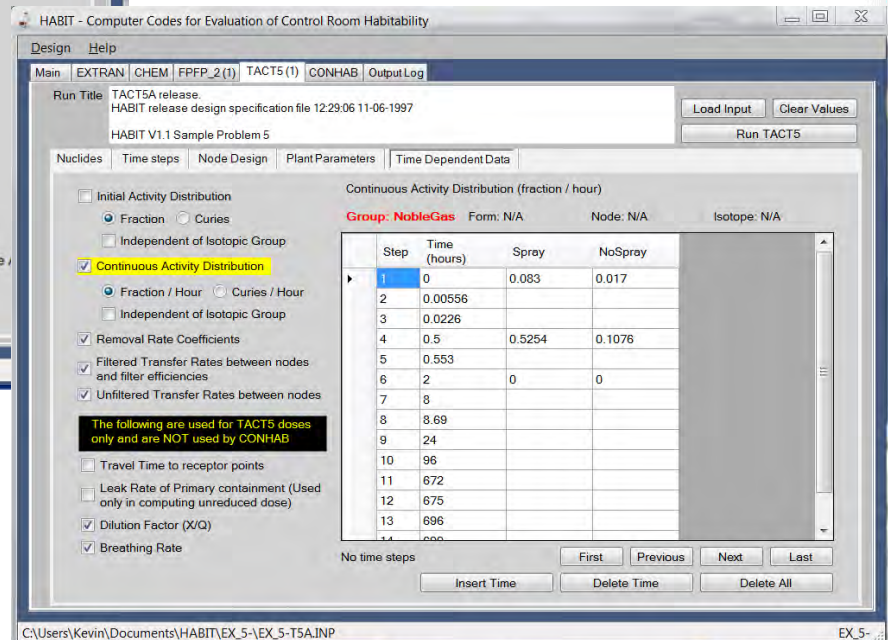 HABIT - Computer Codes for Evaluation of Control Room Habitability
Design Help
Main EXTRAN CHEM FPFP_2 (1) TACT5 (1) CONHAB Output Log
Run Title TACT5A release.
HABIT release design specification file 12:29:06 11-06-1997
HABIT V1.1 Sample Problem 5
Load Input Clear Values
Run TACT5
Nuclides Time steps Node Design Plant Parameters Time Dependent Data
Initial Activity Distribution
Fraction Curies
Independent of Isotopic Group
Continuous Activity Distribution
Fraction / Hour Curies / Hour
Independent of Isotopic Group
Removal Rate Coefficients
Filtered Transfer Rates between nodes
and filter efficiencies
Unfiltered Transfer Rates between nodes
The following are used for TACT5 doses
only and are NOT used by CONHAB
Travel Time to receptor points
Leak Rate of Primary containment (Used
only in computing unreduced dose)
Dilution Factor (X/Q)
Breathing Rate
Continuous Activity Distribution (fraction / hour)
Group: NobleGas Form: N/A Node: N/A Isotope: N/A
Step Time (hours) Spray NoSpray
1 0 0.083 0.017
2 0.00556
3 0.0226
4 0.5 0.5254 0.1076
5 0.553
6 2 0 0
7 8
8 8.69
9 24
10 96
11 672
12 675
13 696
No time steps First Previous Next Last
Insert Time Delete Time Delete All
C:\Users\Kevin\Documents\HABIT\EX_5-\EX_5-T5A.INP EX_5-